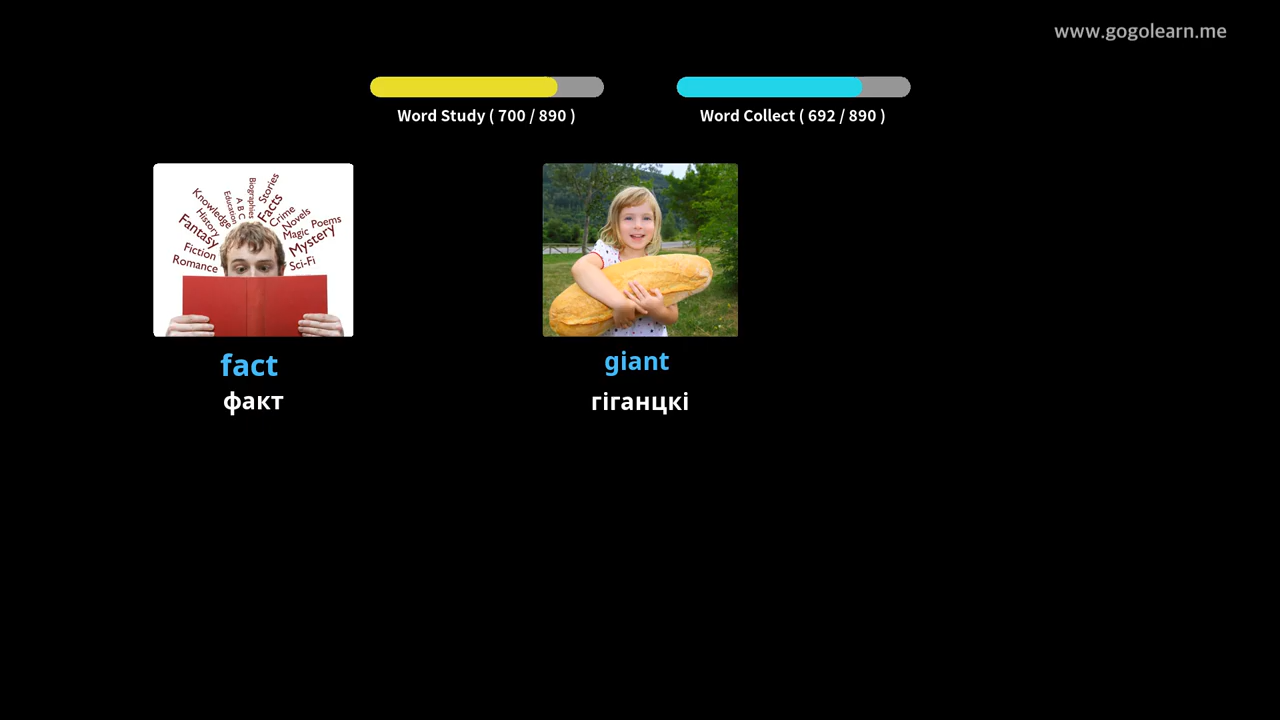 www.gogolearn.me
Word Study ( 700 / 890 )
Word Collect ( 692 / 890 )
Stories
Biographies
Facts
A B C
Education
Knowledge
Crime
Novels
History
Poems
Magic
Fantasy
Mystery
Fiction
Romance
Sci-Fi
fact
факт
giant
гіганцкі